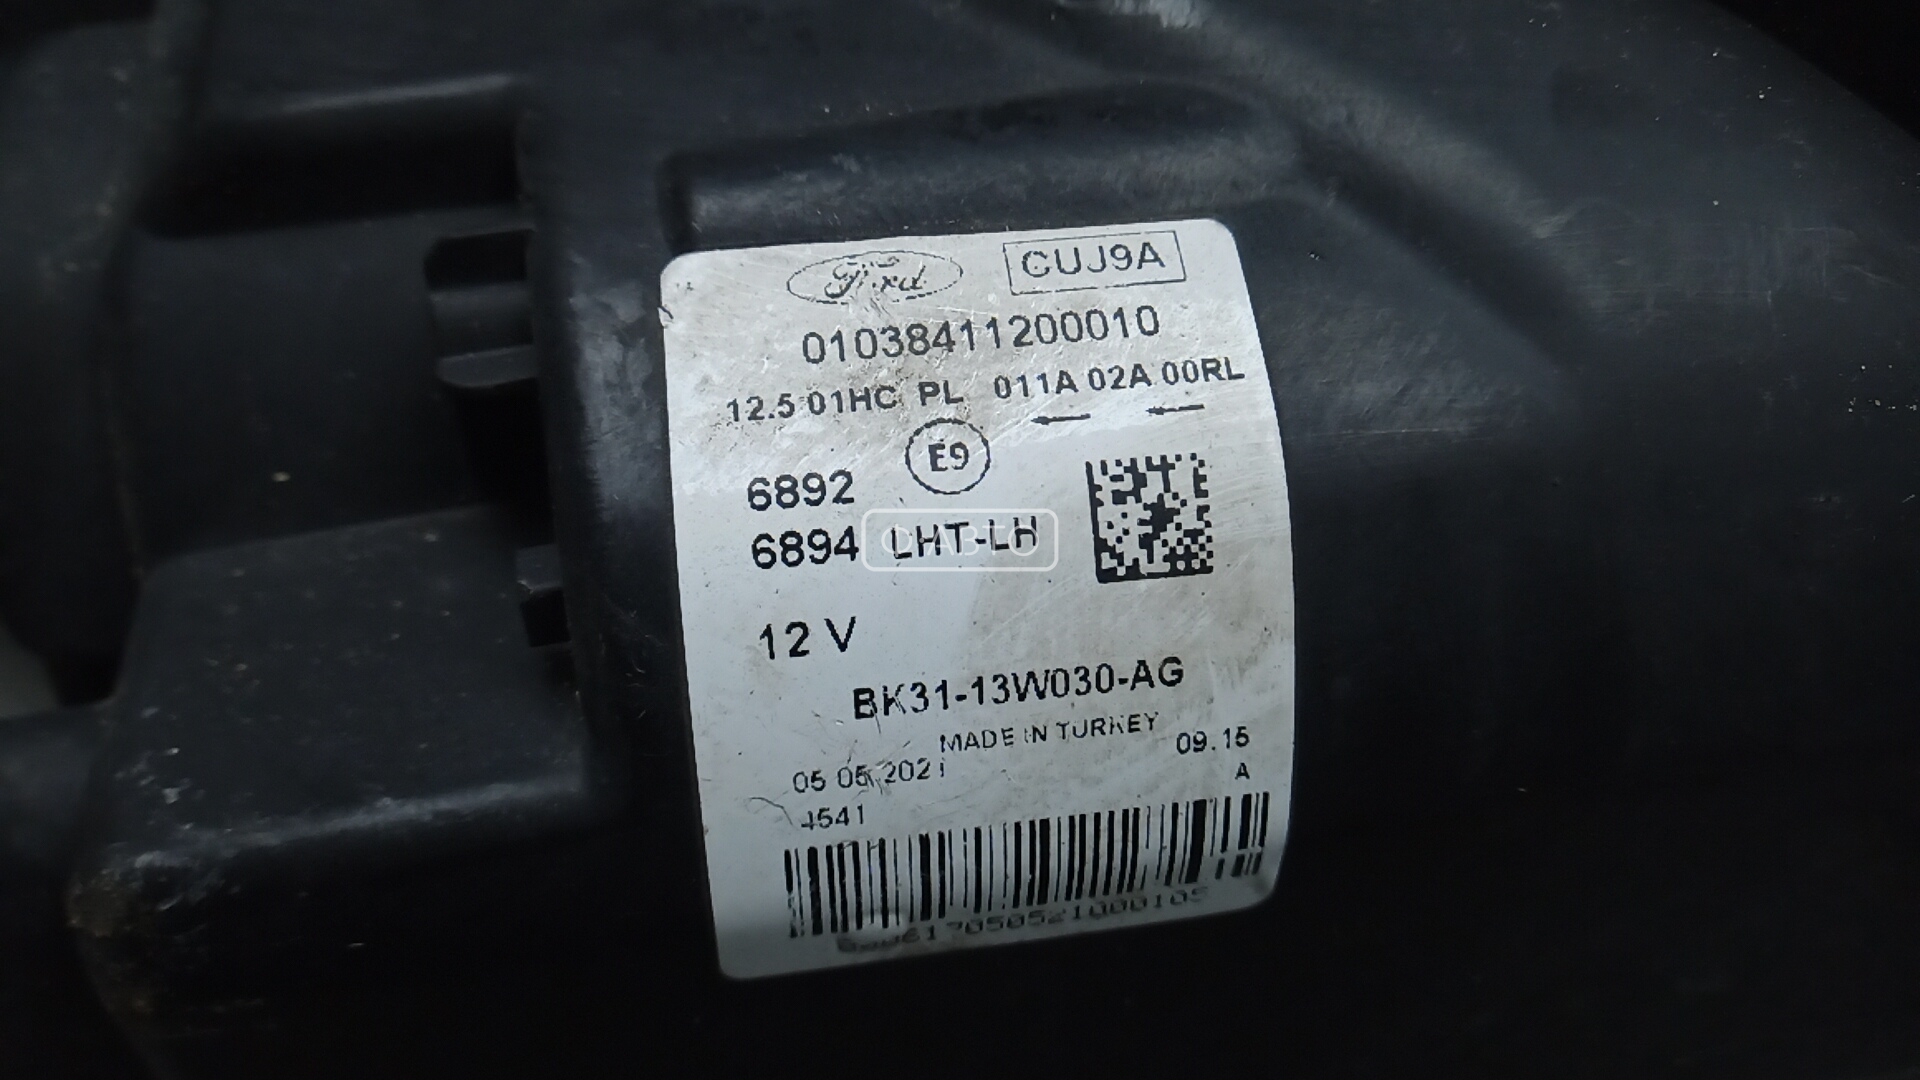 Ford CUJ9A
01038411200010
12.5 01HC PL 011A 02A 00RL
E9
6892
6894 LHT-LH
12 V
BK31-13W030-AG
MADE IN TURKEY
05 05 2021 09.15
4541 A